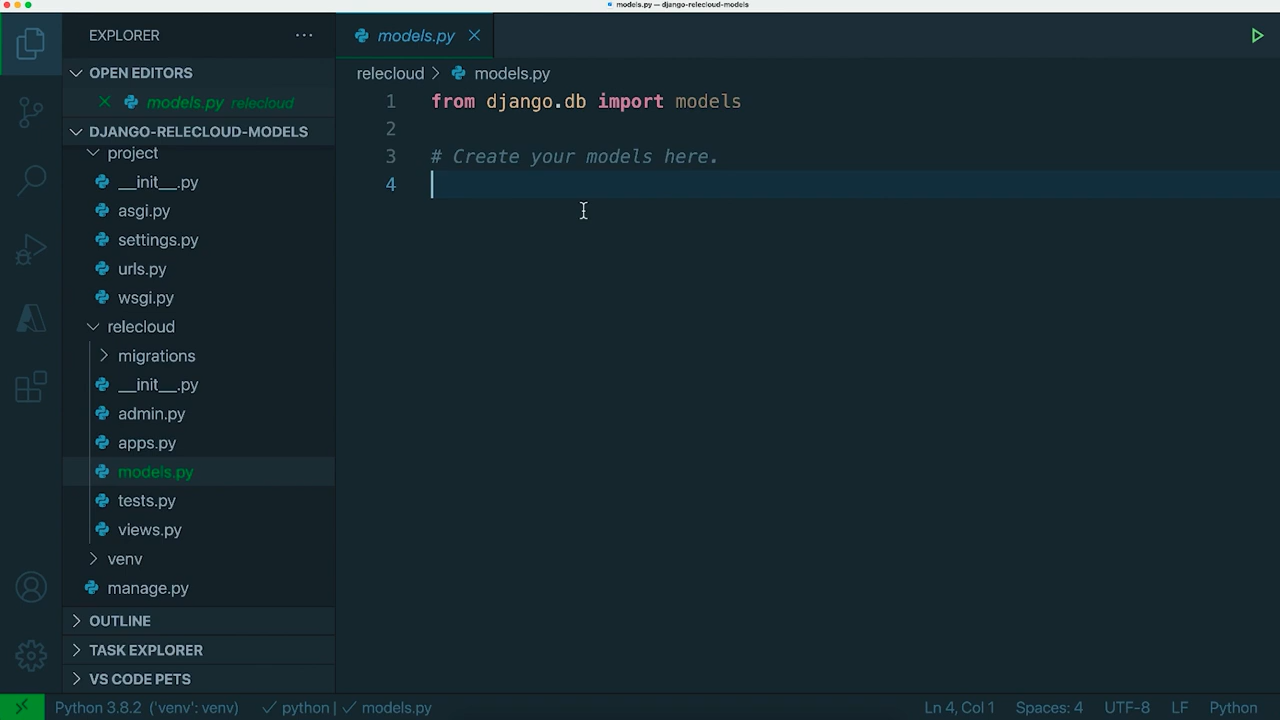 models.py — django-relecloud-models
EXPLORER
OPEN EDITORS
models.py relecloud
DJANGO-RELECLOUD-MODELS
project
__init__.py
asgi.py
settings.py
urls.py
wsgi.py
relecloud
migrations
__init__.py
admin.py
apps.py
models.py
tests.py
views.py
venv
manage.py
OUTLINE
TASK EXPLORER
VS CODE PETS
models.py
relecloud > models.py
1 from django.db import models
2
3 # Create your models here.
4
Python 3.8.2 ('venv': venv) python | models.py Ln 4, Col 1 Spaces: 4 UTF-8 LF Python